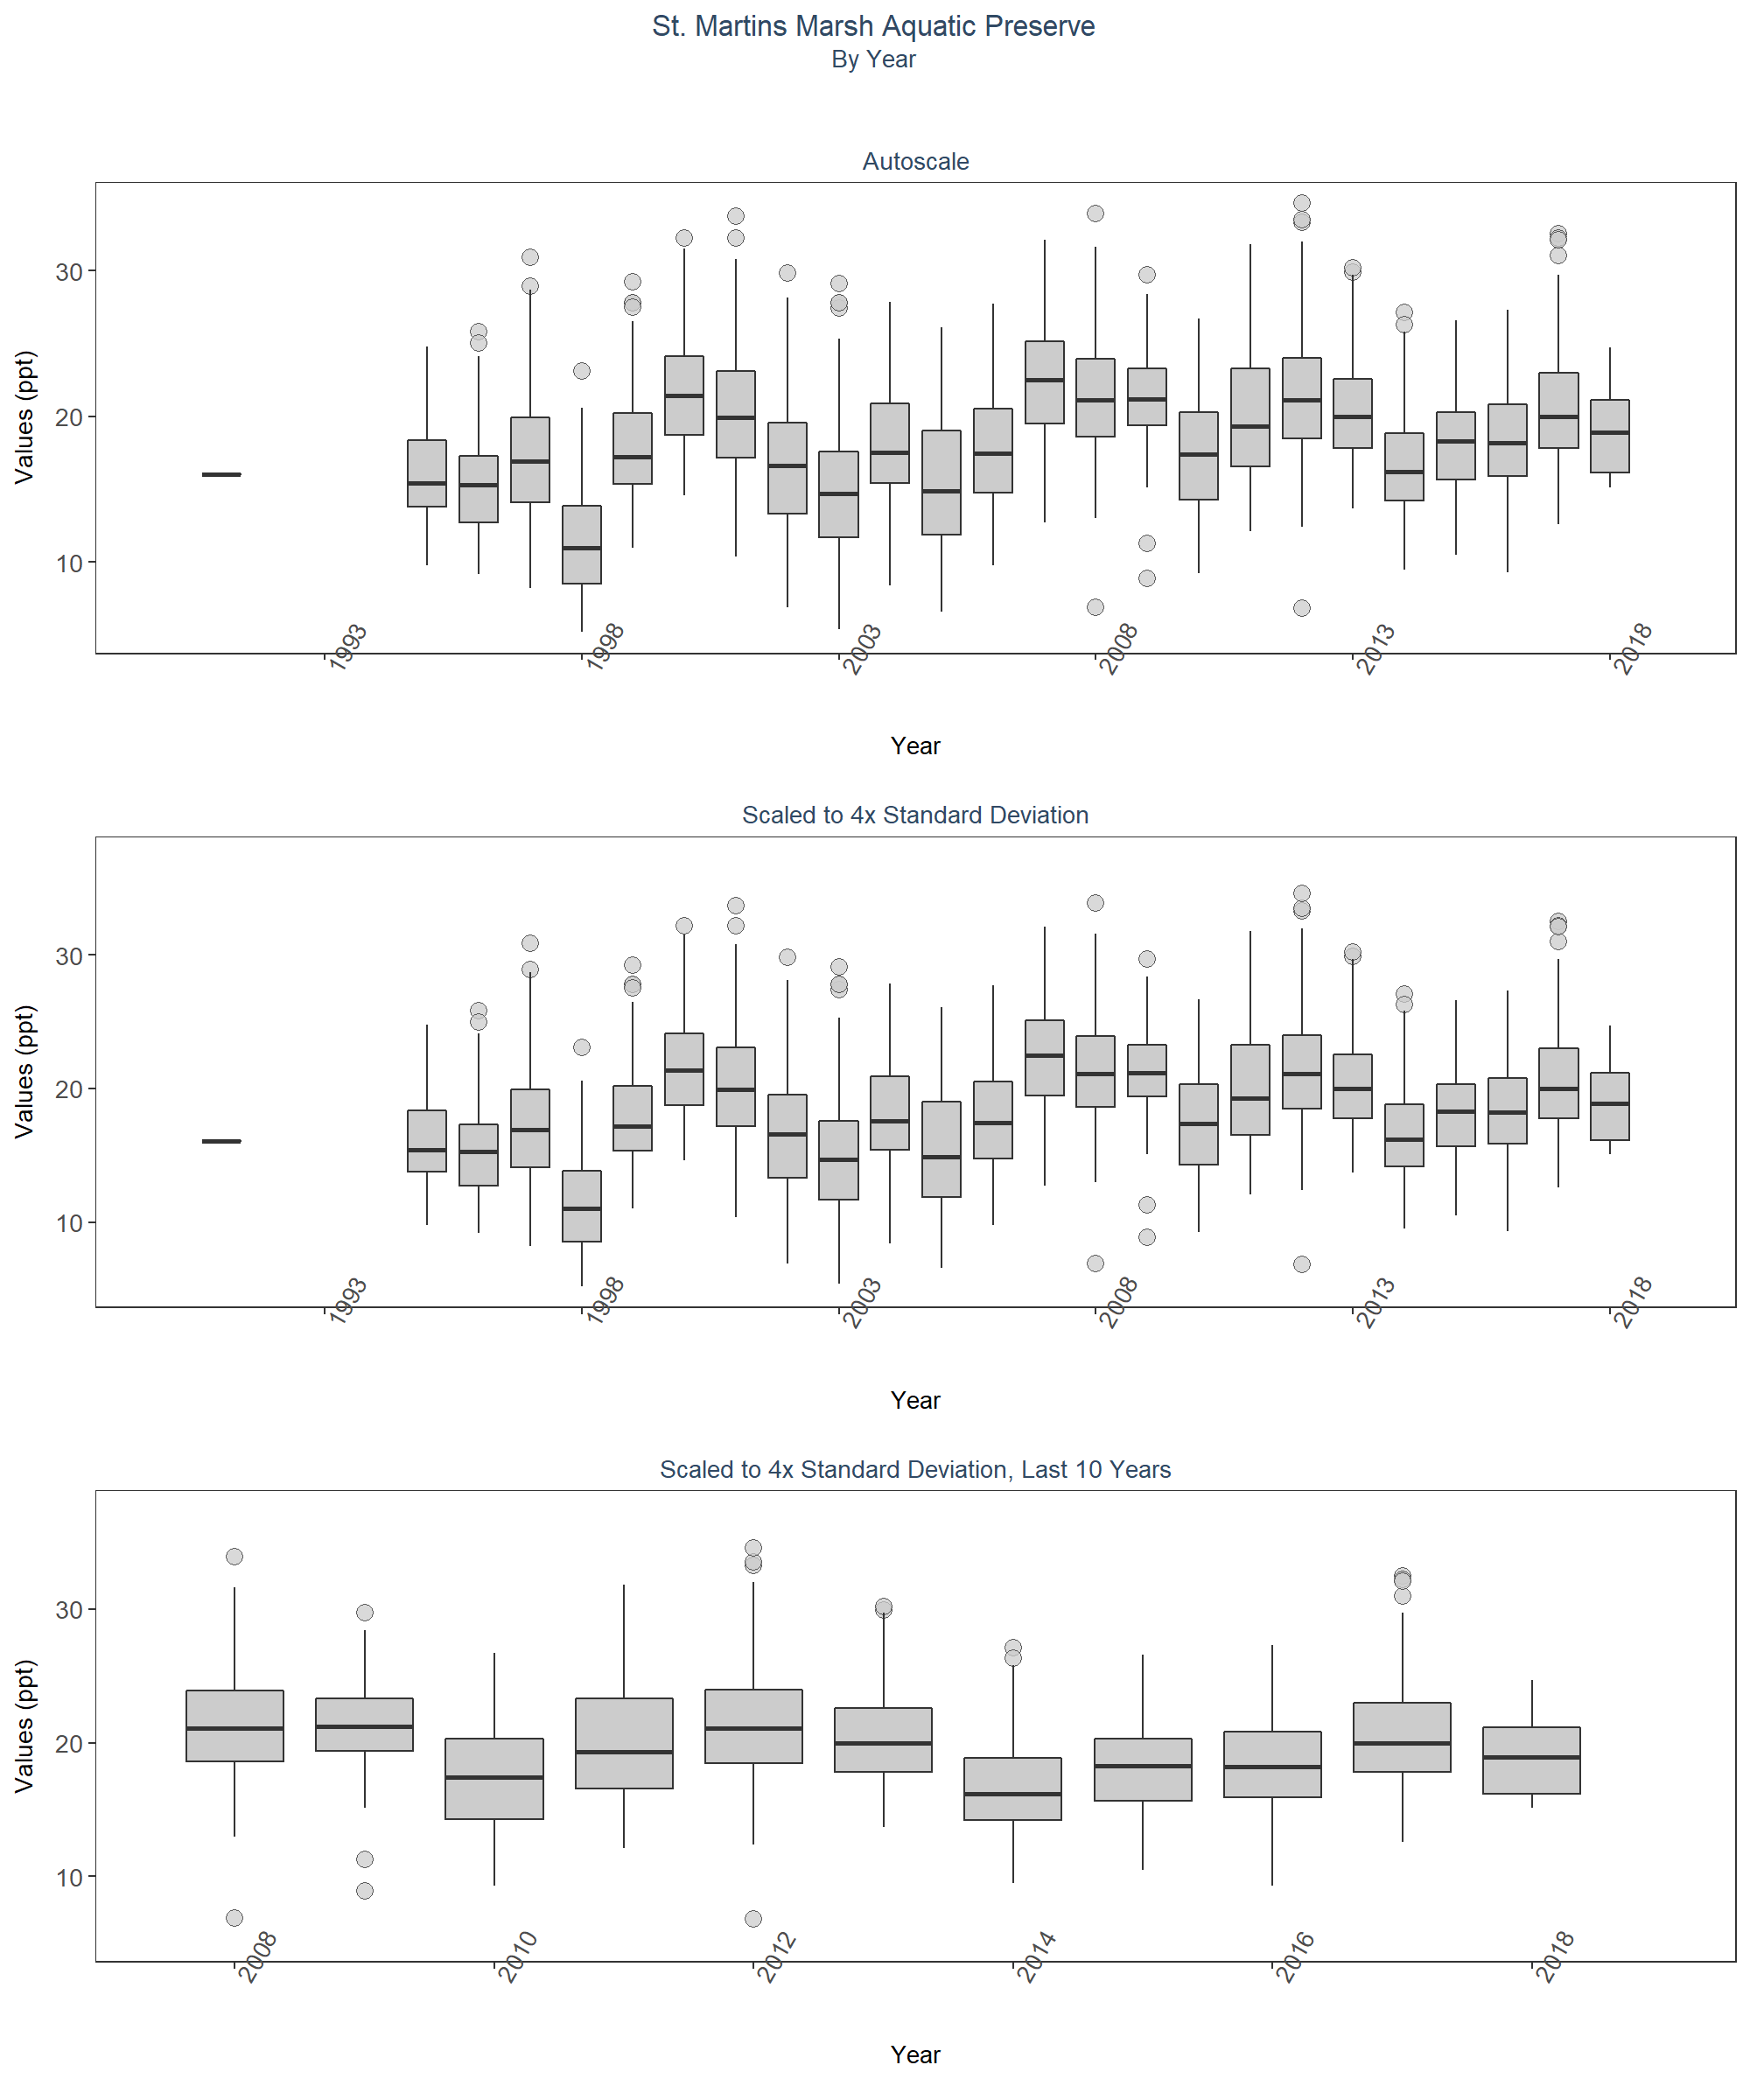 St. Martins Marsh Aquatic Preserve
By Year
Autoscale
Values (ppt)
30
20
10
1993
1998
2003
2008
2013
2018
Year
Scaled to 4x Standard Deviation
Values (ppt)
30
20
10
1993
1998
2003
2008
2013
2018
Year
Scaled to 4x Standard Deviation, Last 10 Years
Values (ppt)
30
20
10
2008
2010
2012
2014
2016
2018
Year